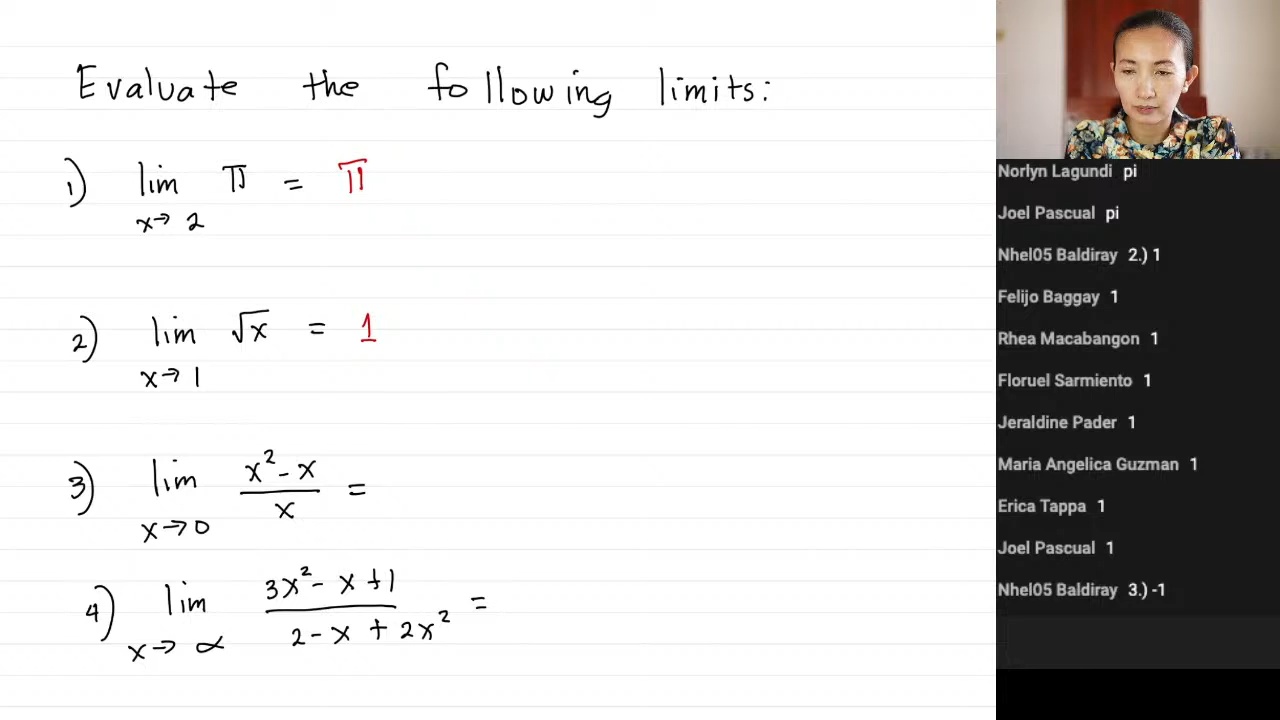 Evaluate the following limits:
1) lim x→2 π = π
2) lim x→1 √x = 1
3) lim x→0 (x² - x)/x =
4) lim x→∝ (3x² - x + 1)/(2 - x + 2x²) =
Norlyn Lagundi pi
Joel Pascual pi
Nhel05 Baldiray 2.) 1
Felijo Baggay 1
Rhea Macabangon 1
Floruel Sarmiento 1
Jeraldine Pader 1
Maria Angelica Guzman 1
Erica Tappa 1
Joel Pascual 1
Nhel05 Baldiray 3.) -1